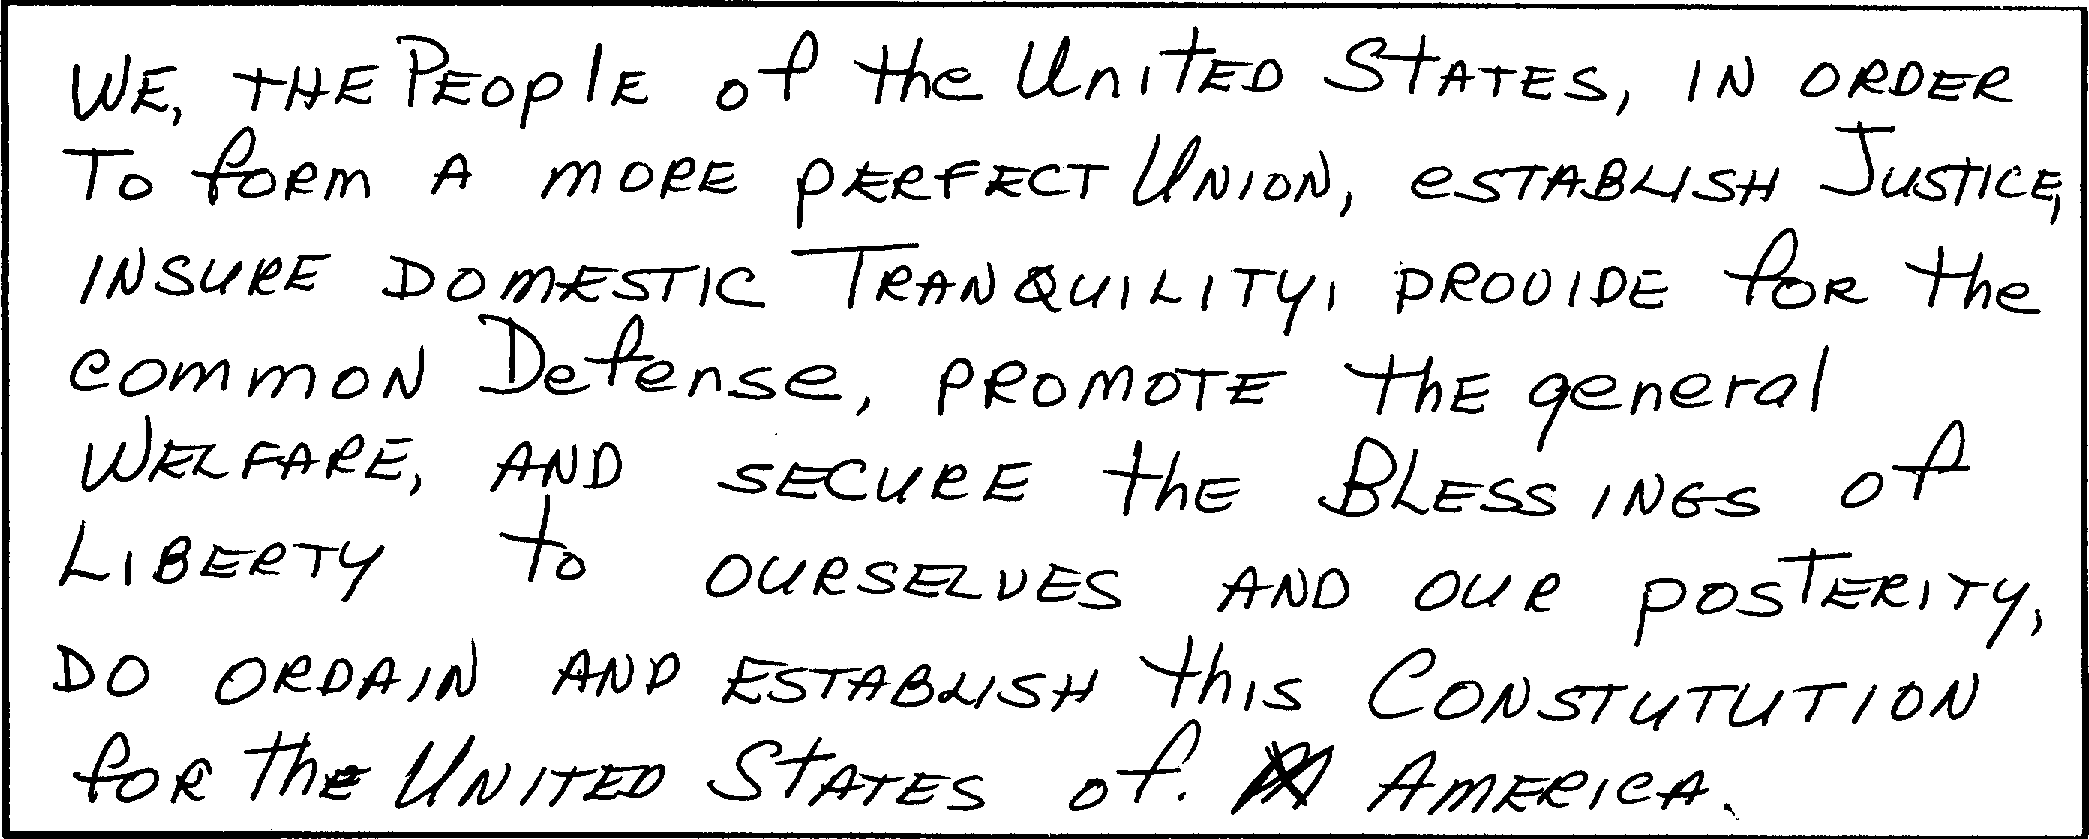 WE, THE PEOPLE of the UNITED STATES, IN ORDER
TO form A MORE PERFECT UNION, ESTABLISH JUSTICE,
INSURE DOMESTIC TRANQUILITY, PROVIDE for the
common Defense, PROMOTE the general
WELFARE, AND SECURE the BLESSINGS of
LIBERTY to OURSELVES AND OUR POSTERITY,
DO ORDAIN AND ESTABLISH this CONSTUTUTION
for the UNITED STATES of. AMERICA.